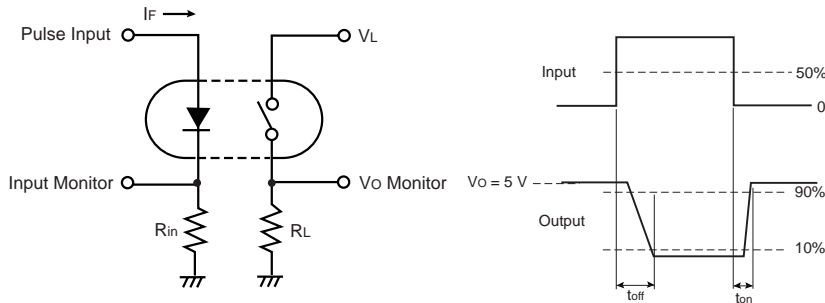 IF
Pulse Input
VL
Input Monitor
VO Monitor
Rin
RL
Input
50%
0
VO = 5 V
90%
Output
10%
toff
ton